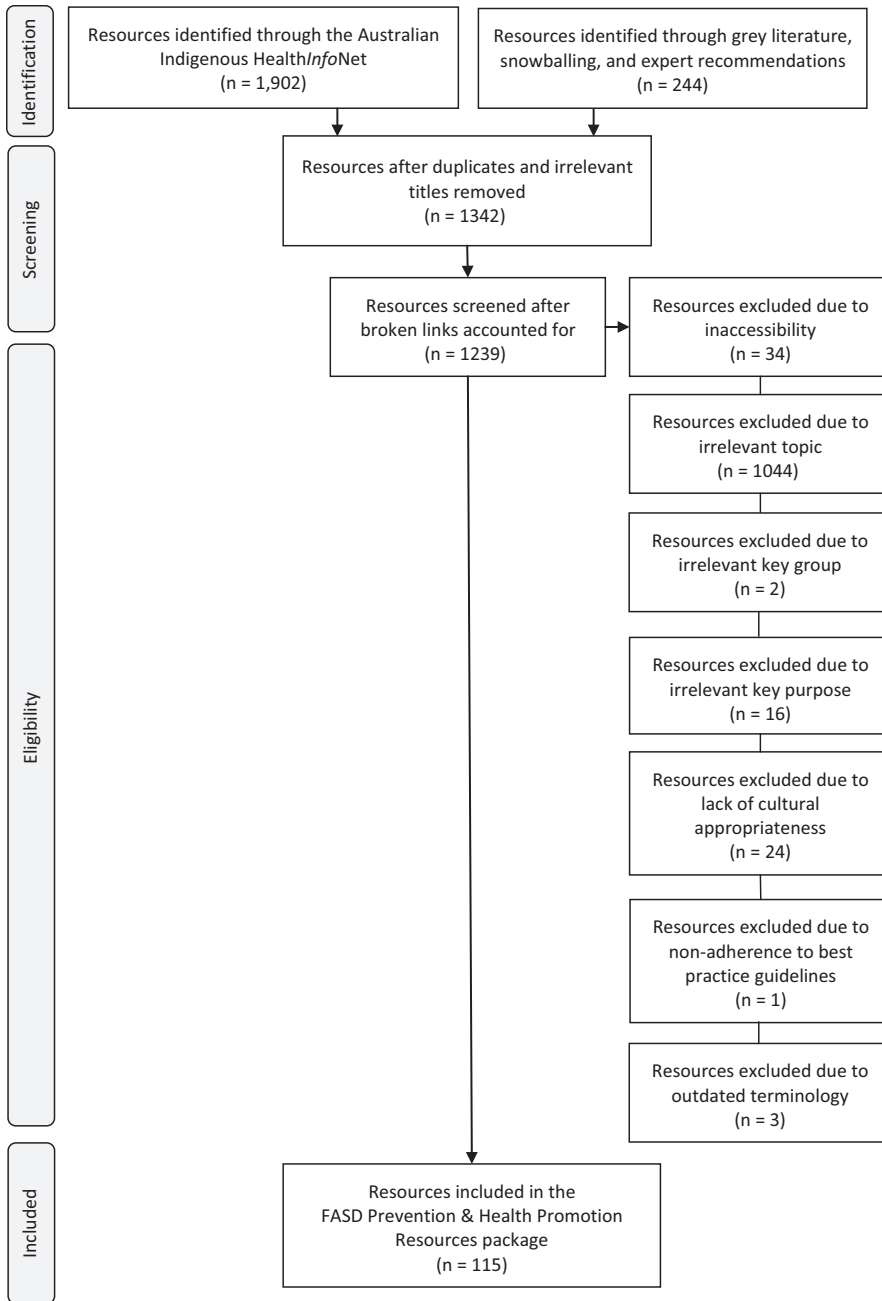 Identification
Resources identified through the Australian
Indigenous HealthInfoNet
(n = 1,902)
Resources identified through grey literature,
snowballing, and expert recommendations
(n = 244)
Screening
Resources after duplicates and irrelevant
titles removed
(n = 1342)
Resources screened after
broken links accounted for
(n = 1239)
Resources excluded due to
inaccessibility
(n = 34)
Eligibility
Resources excluded due to
irrelevant topic
(n = 1044)
Resources excluded due to
irrelevant key group
(n = 2)
Resources excluded due to
irrelevant key purpose
(n = 16)
Resources excluded due to
lack of cultural
appropriateness
(n = 24)
Resources excluded due to
non-adherence to best
practice guidelines
(n = 1)
Resources excluded due to
outdated terminology
(n = 3)
Included
Resources included in the
FASD Prevention & Health Promotion
Resources package
(n = 115)